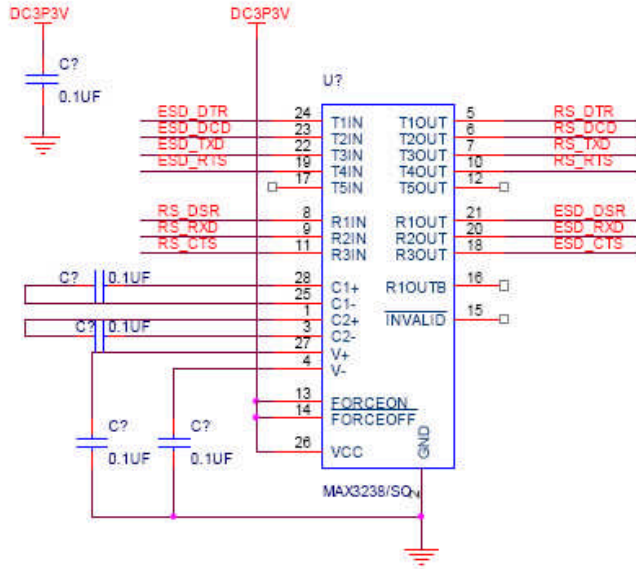 DC3P3V DC3P3V
C?
0.1UF
U?
ESD_DTR 24 T1IN T1OUT 5 RS_DTR
ESD_DCD 23 T2IN T2OUT 6 RS_DCD
ESD_TXD 22 T3IN T3OUT 7 RS_TXD
ESD_RTS 19 T4IN T4OUT 10 RS_RTS
17 T5IN T5OUT 12
RS_DSR 8 R1IN R1OUT 21 ESD_DSR
RS_RXD 9 R2IN R2OUT 20 ESD_RXD
RS_CTS 11 R3IN R3OUT 18 ESD_CTS
C? 0.1UF 28 C1+ R1OUTB 16
25 C1-
1 C2+ INVALID 15
C? 0.1UF 3 C2-
27 V+
4 V-
13 FORCEON
14 FORCEOFF
C? C? 26 VCC GND
0.1UF 0.1UF
MAX3238/SO 2